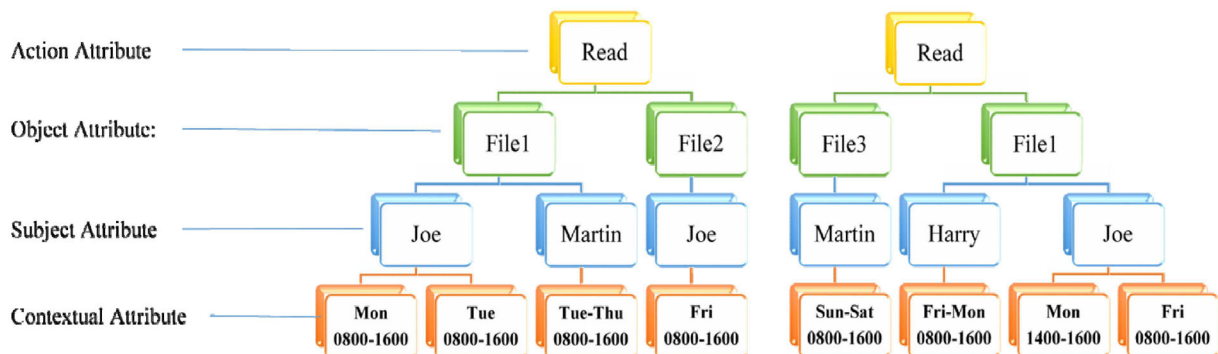 Action Attribute
Read
Read
Object Attribute:
File1
File2
File3
File1
Subject Attribute
Joe
Martin
Joe
Martin
Harry
Joe
Contextual Attribute
Mon
0800-1600
Tue
0800-1600
Tue-Thu
0800-1600
Fri
0800-1600
Sun-Sat
0800-1600
Fri-Mon
0800-1600
Mon
1400-1600
Fri
0800-1600